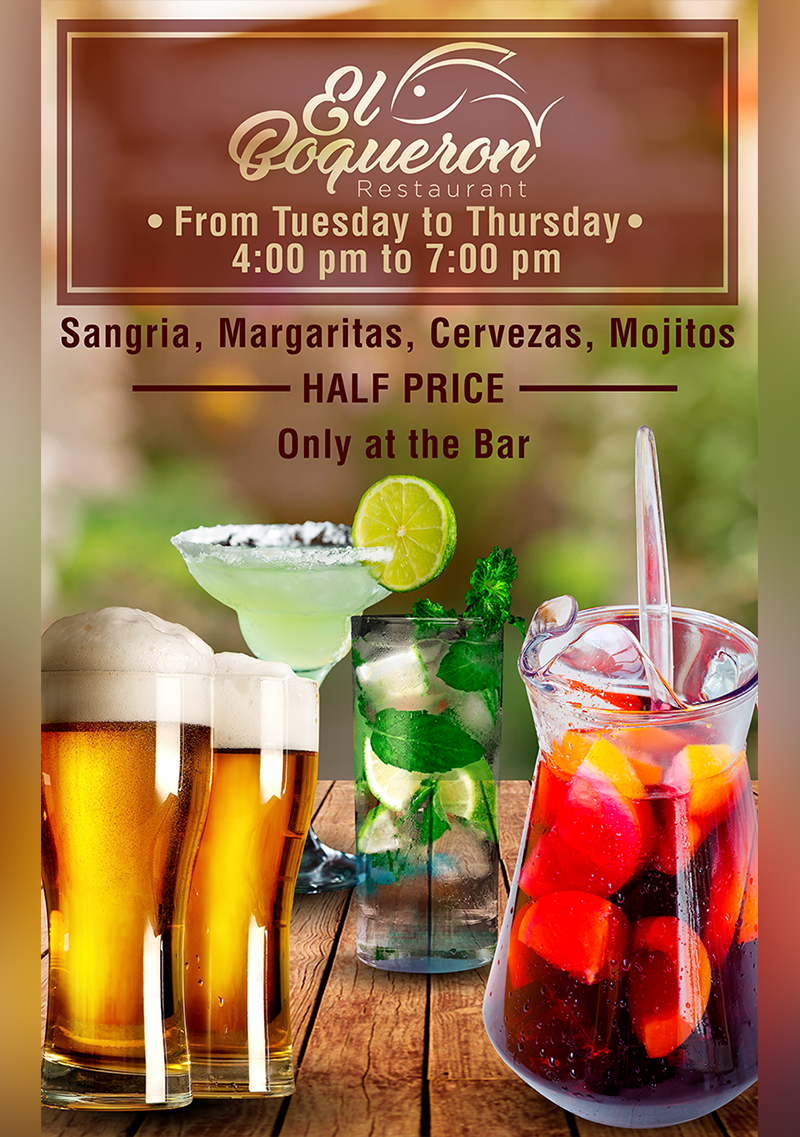 El
Boqueron
Restaurant
• From Tuesday to Thursday •
4:00 pm to 7:00 pm
Sangria, Margaritas, Cervezas, Mojitos
HALF PRICE
Only at the Bar